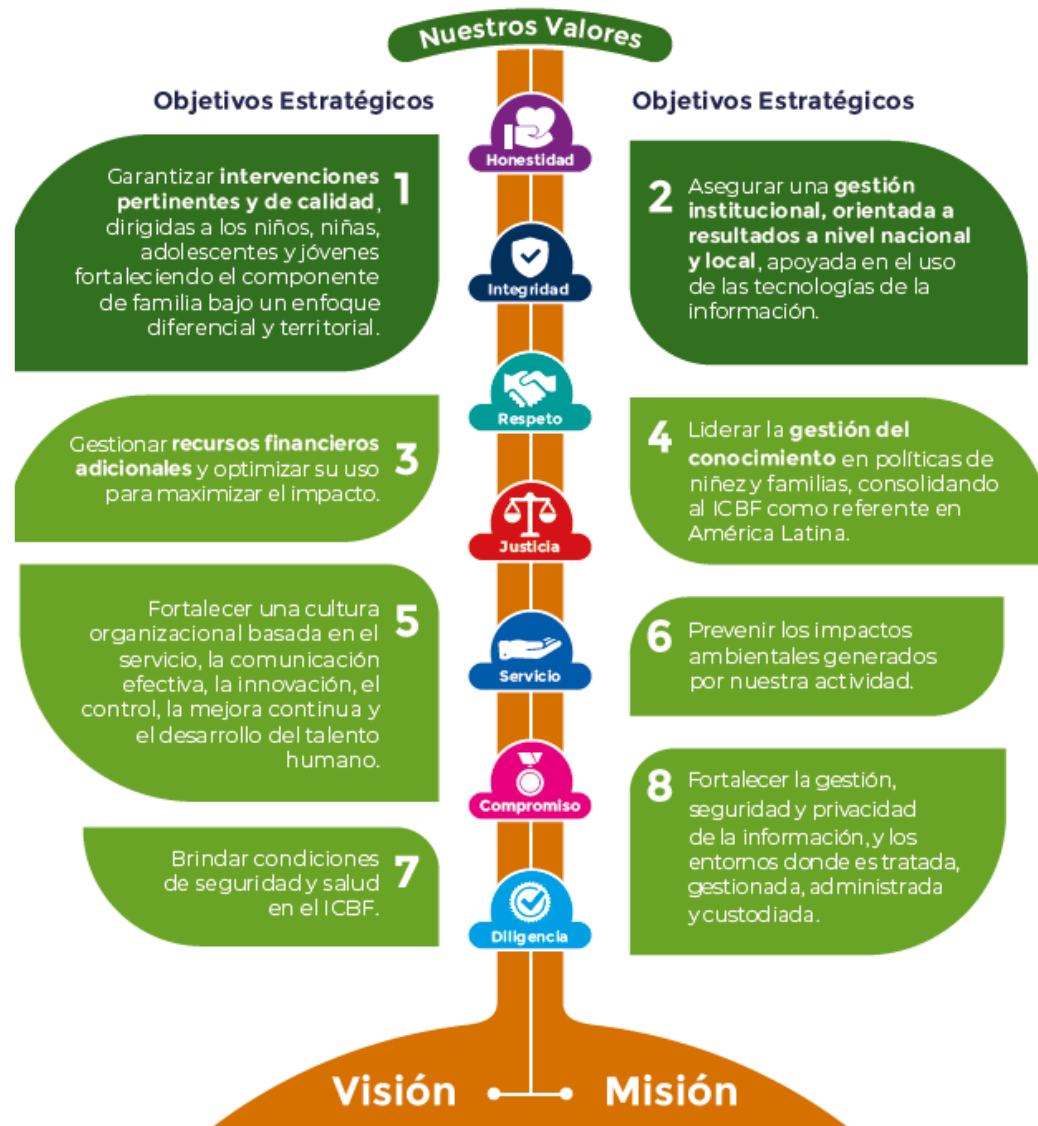 Nuestros Valores
Objetivos Estratégicos
Objetivos Estratégicos
Honestidad
1
Garantizar intervenciones
pertinentes y de calidad,
dirigidas a los niños, niñas,
adolescentes y jóvenes
fortaleciendo el componente
de familia bajo un enfoque
diferencial y territorial.
2
Asegurar una gestión
institucional, orientada a
resultados a nivel nacional
y local, apoyada en el uso
de las tecnologías de la
información.
Integridad
Respeto
3
Gestionar recursos financieros
adicionales y optimizar su uso
para maximizar el impacto.
4
Liderar la gestión del
conocimiento en políticas de
niñez y familias, consolidando
al ICBF como referente en
América Latina.
Justicia
5
Fortalecer una cultura
organizacional basada en el
servicio, la comunicación
efectiva, la innovación, el
control, la mejora continua y
el desarrollo del talento
humano.
6
Prevenir los impactos
ambientales generados
por nuestra actividad.
Servicio
Compromiso
7
Brindar condiciones
de seguridad y salud
en el ICBF.
8
Fortalecer la gestión,
seguridad y privacidad
de la información, y los
entornos donde es tratada,
gestionada, administrada
y custodiada.
Diligencia
Visión
Misión